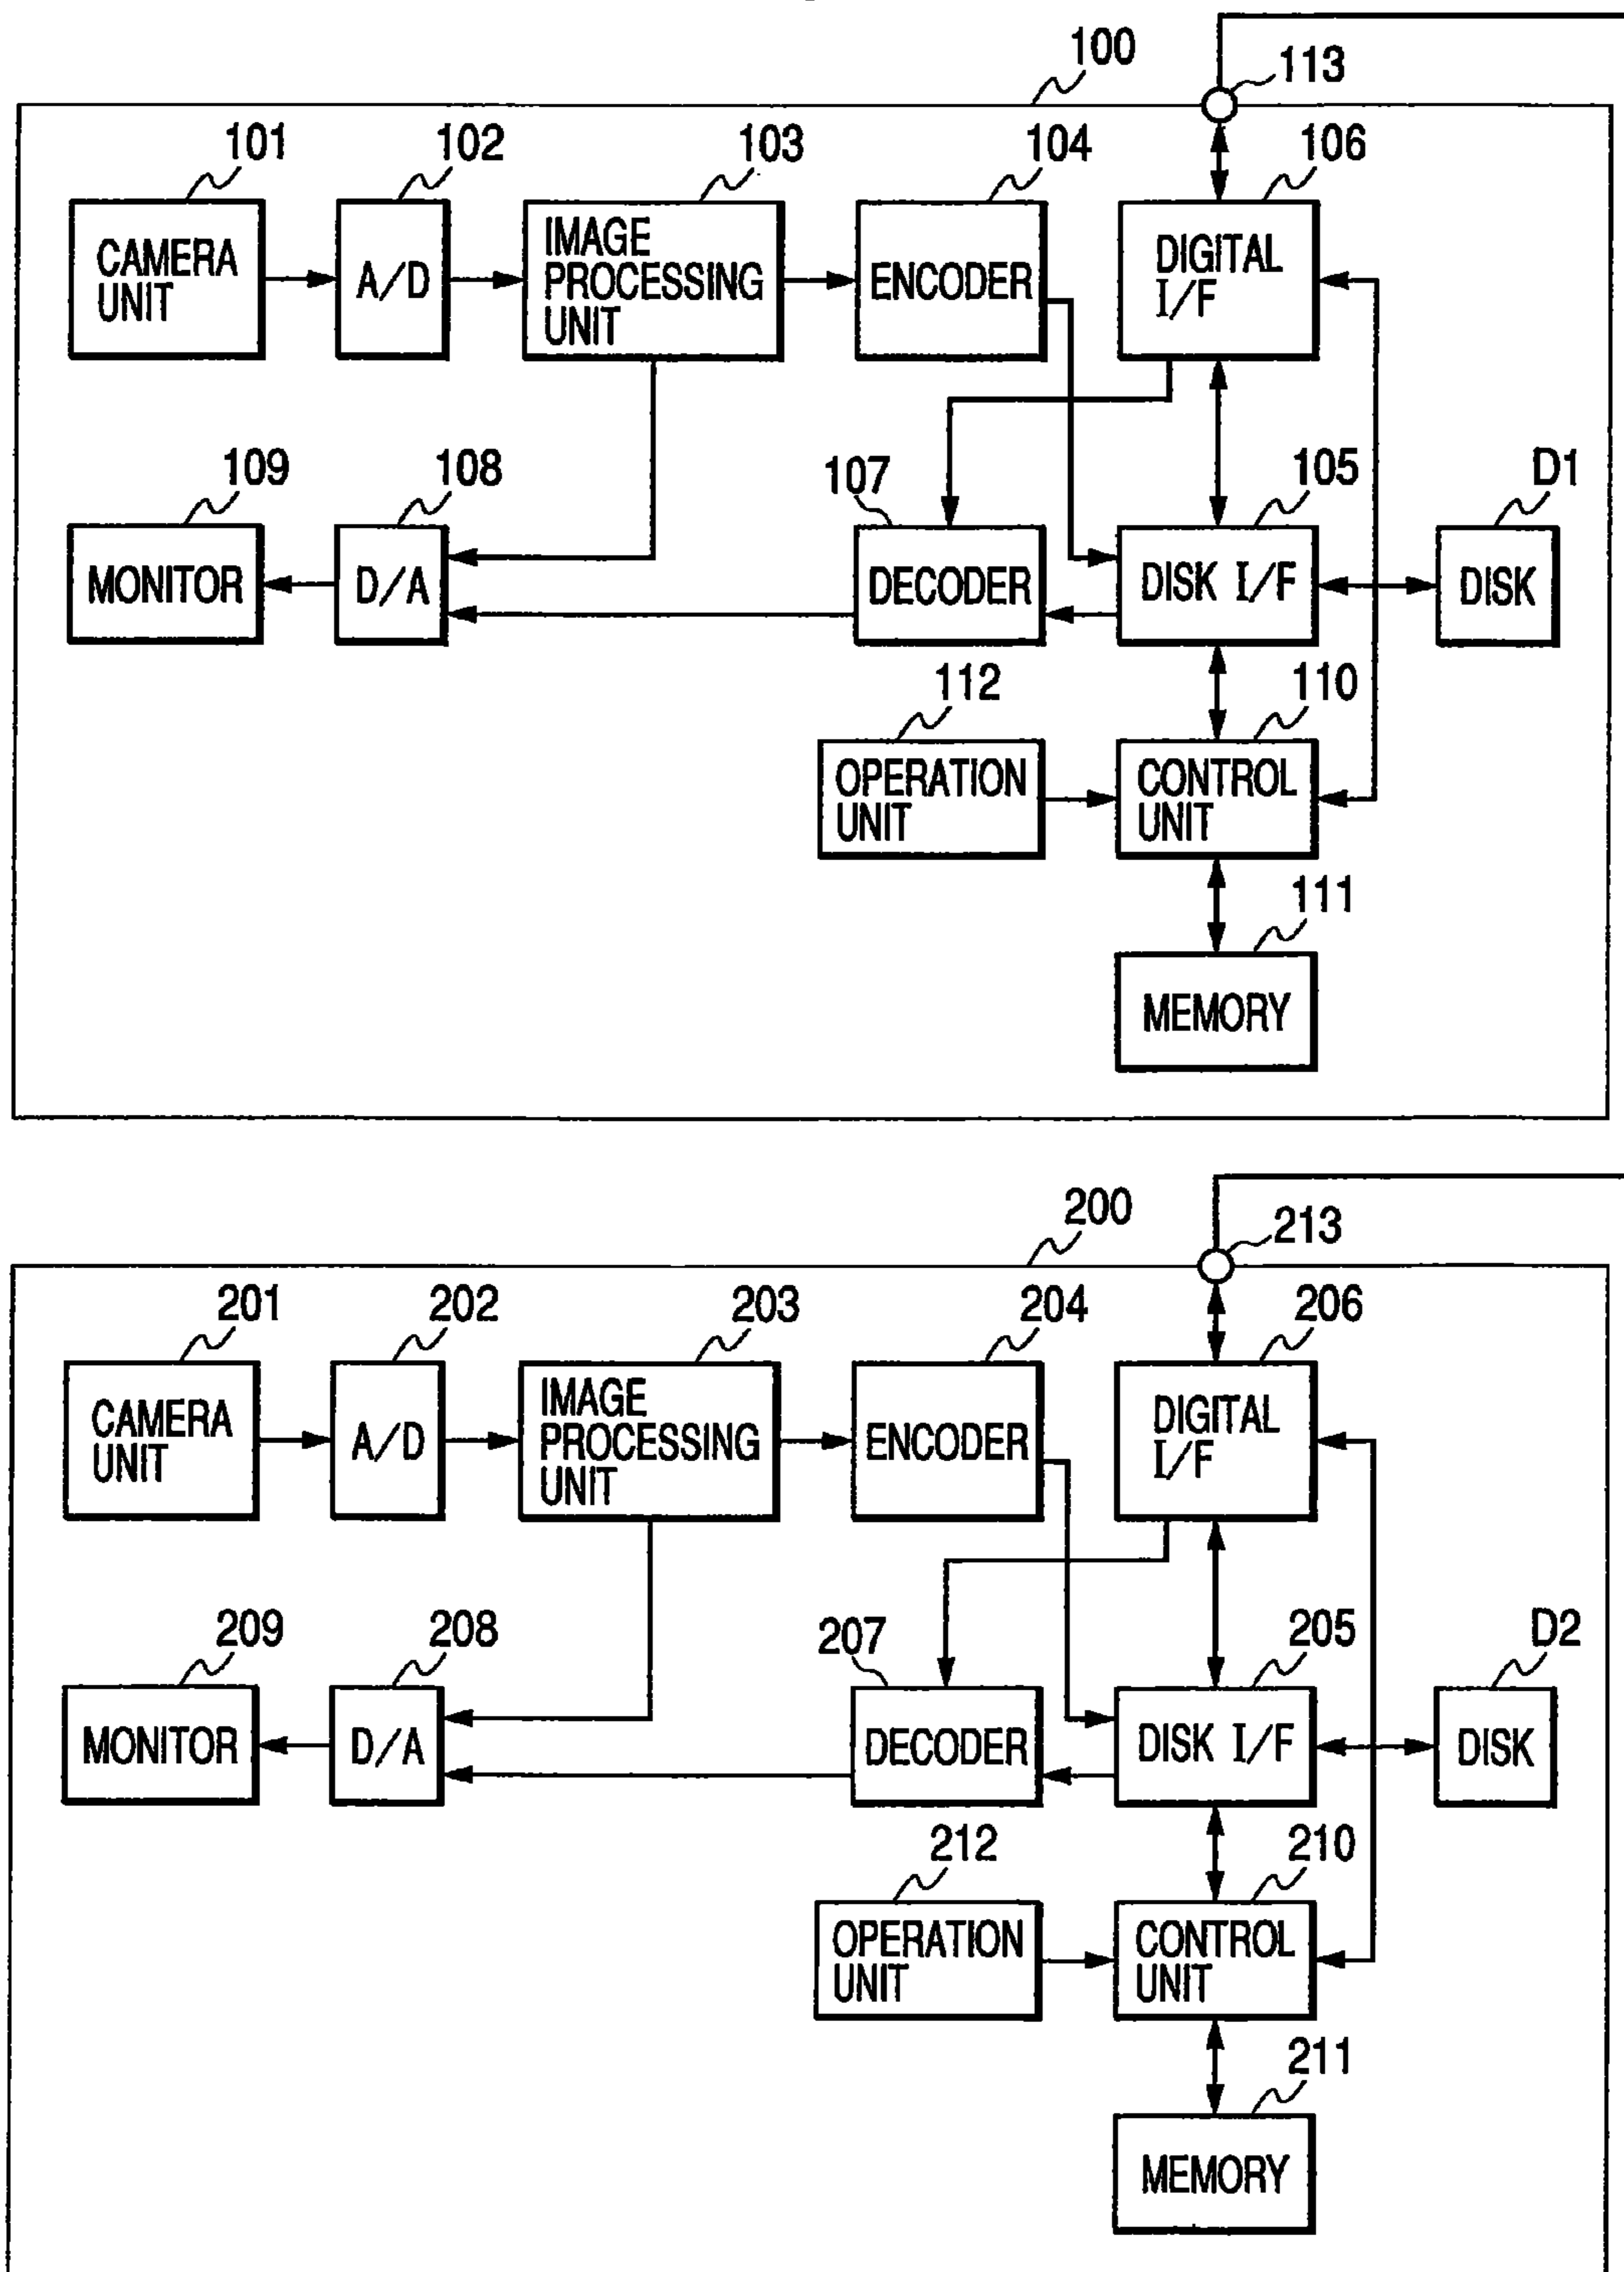 100
113
101
102
103
104
106
CAMERA
UNIT
A/D
IMAGE
PROCESSING
UNIT
ENCODER
DIGITAL
I/F
109
108
107
105
D1
MONITOR
D/A
DECODER
DISK I/F
DISK
112
110
OPERATION
UNIT
CONTROL
UNIT
111
MEMORY
200
213
201
202
203
204
206
CAMERA
UNIT
A/D
IMAGE
PROCESSING
UNIT
ENCODER
DIGITAL
I/F
209
208
207
205
D2
MONITOR
D/A
DECODER
DISK I/F
DISK
212
210
OPERATION
UNIT
CONTROL
UNIT
211
MEMORY